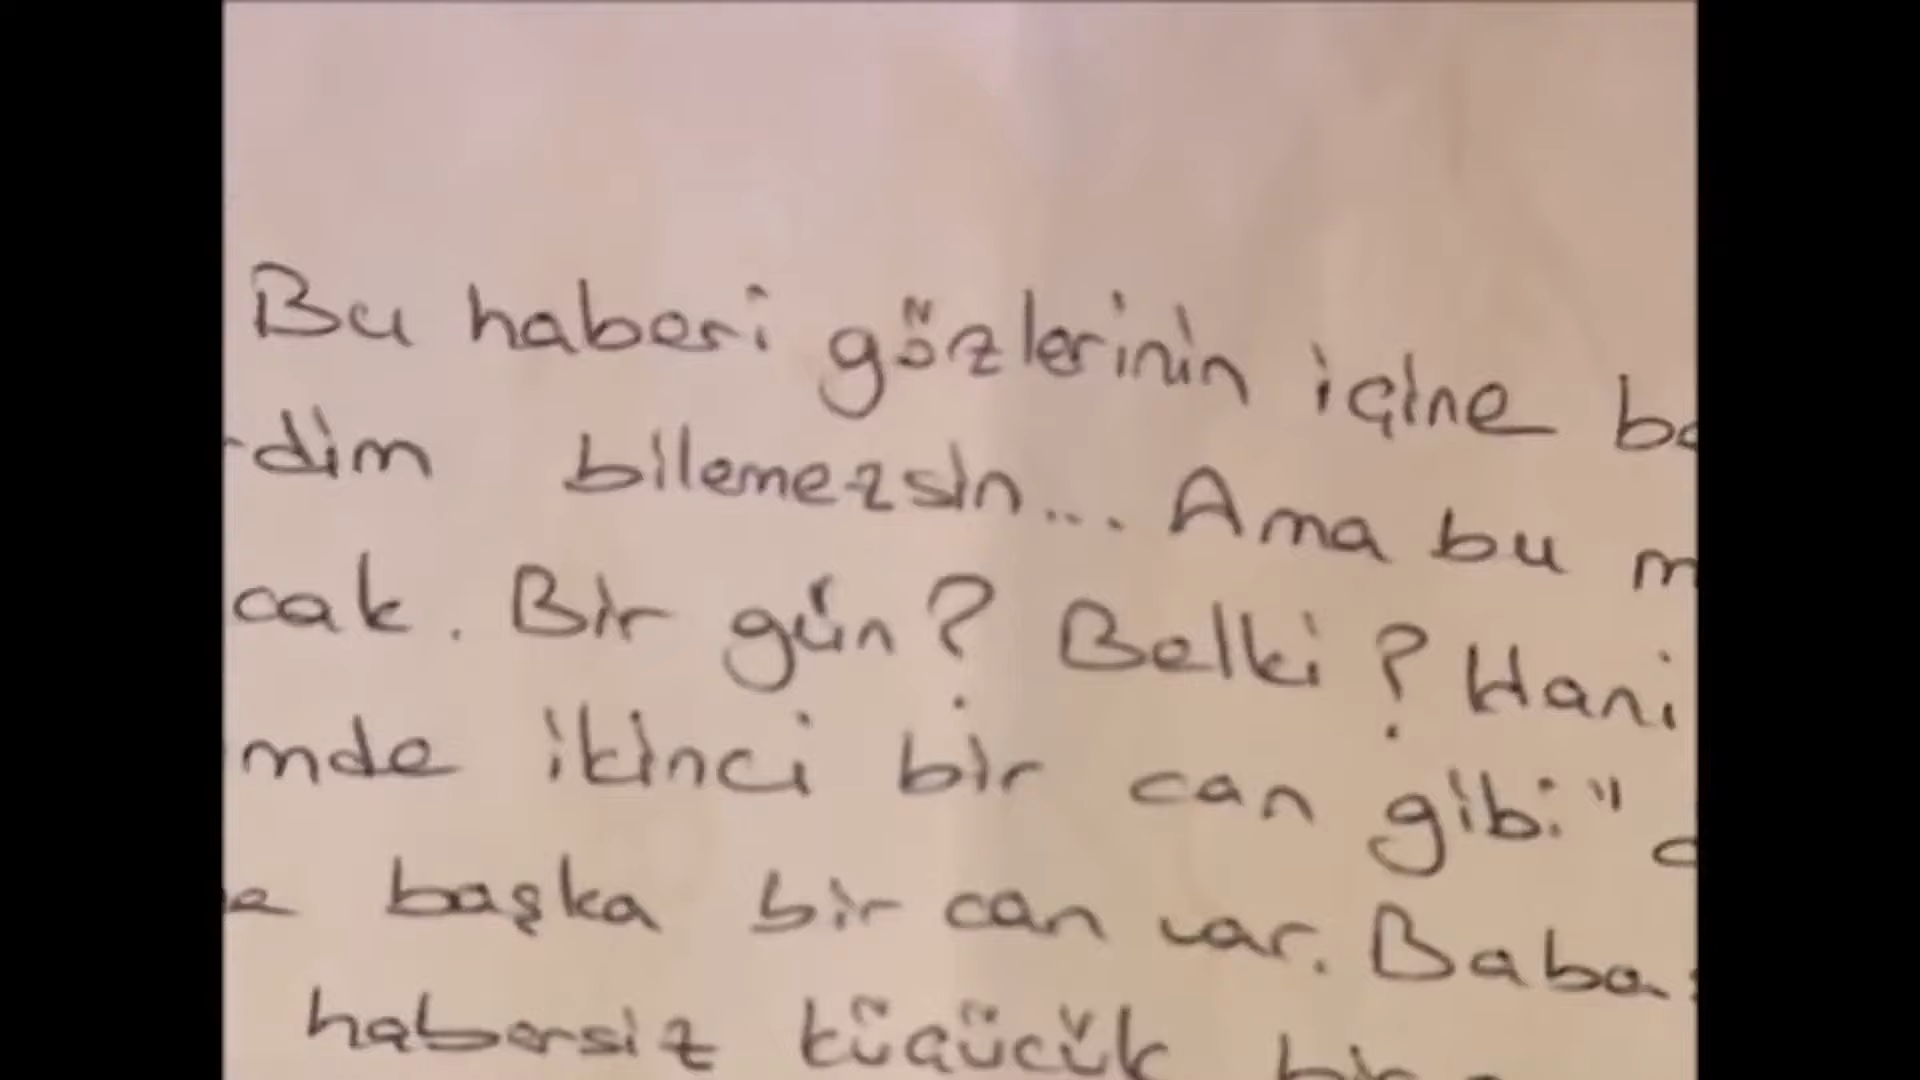 Bu haberi gözlerinin içine
dim bilemezsin... Ama bu
cak. Bir gün? Belki? Hani
mde ikinci bir can gibi"
başka bir can var. Baba
habersiz küçücük bir